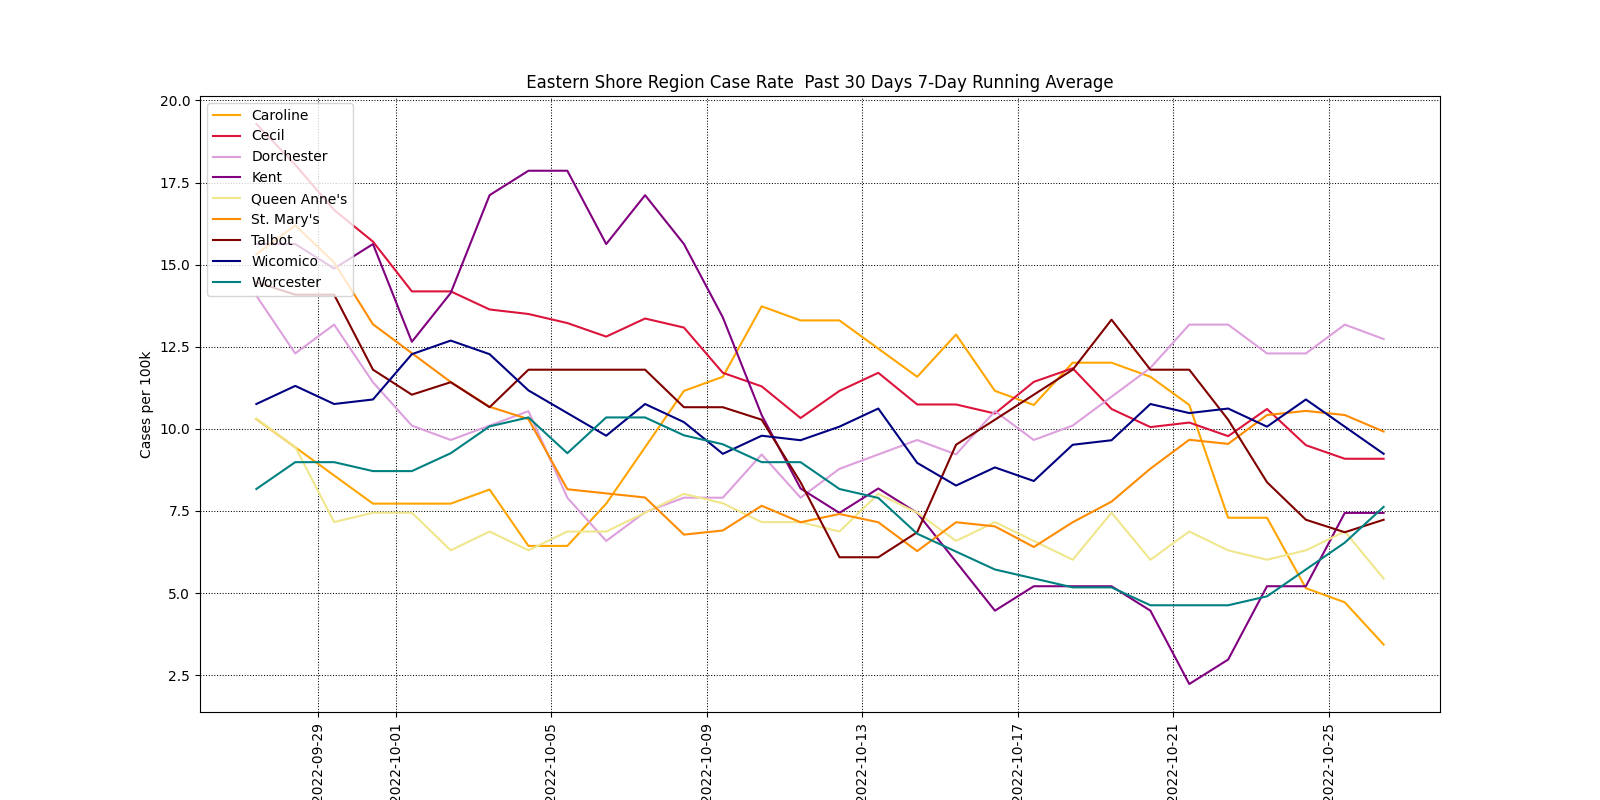 Eastern Shore Region Case Rate  Past 30 Days 7-Day Running Average
20.0
17.5
15.0
12.5
10.0
7.5
5.0
2.5
Cases per 100k
Caroline
Cecil
Dorchester
Kent
Queen Anne's
St. Mary's
Talbot
Wicomico
Worcester
2022-09-29
2022-10-01
2022-10-05
2022-10-09
2022-10-13
2022-10-17
2022-10-21
2022-10-25